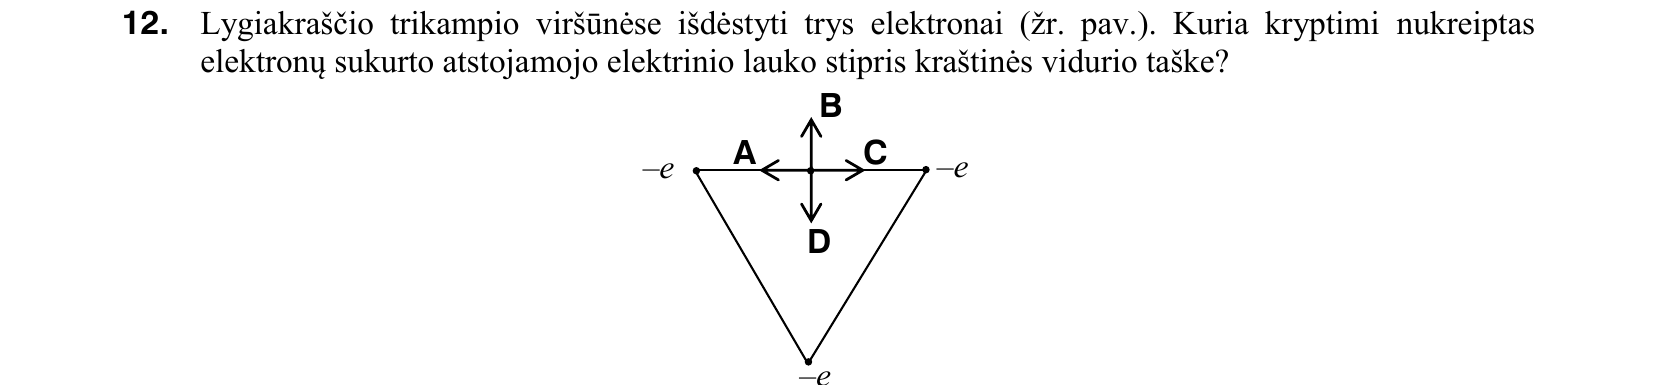 12. Lygiakraščio trikampio viršūnėse išdėstyti trys elektronai (žr. pav.). Kuria kryptimi nukreiptas
elektronų sukurto atstojamojo elektrinio lauko stipris kraštinės vidurio taške?
B
A C
–e –e
D
–e